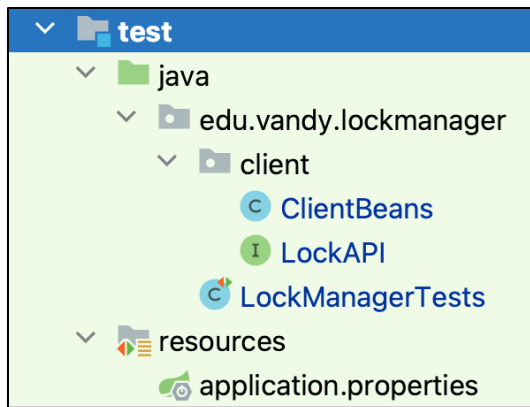 test
java
edu.vandy.lockmanager
client
C ClientBeans
I LockAPI
C LockManagerTests
resources
application.properties